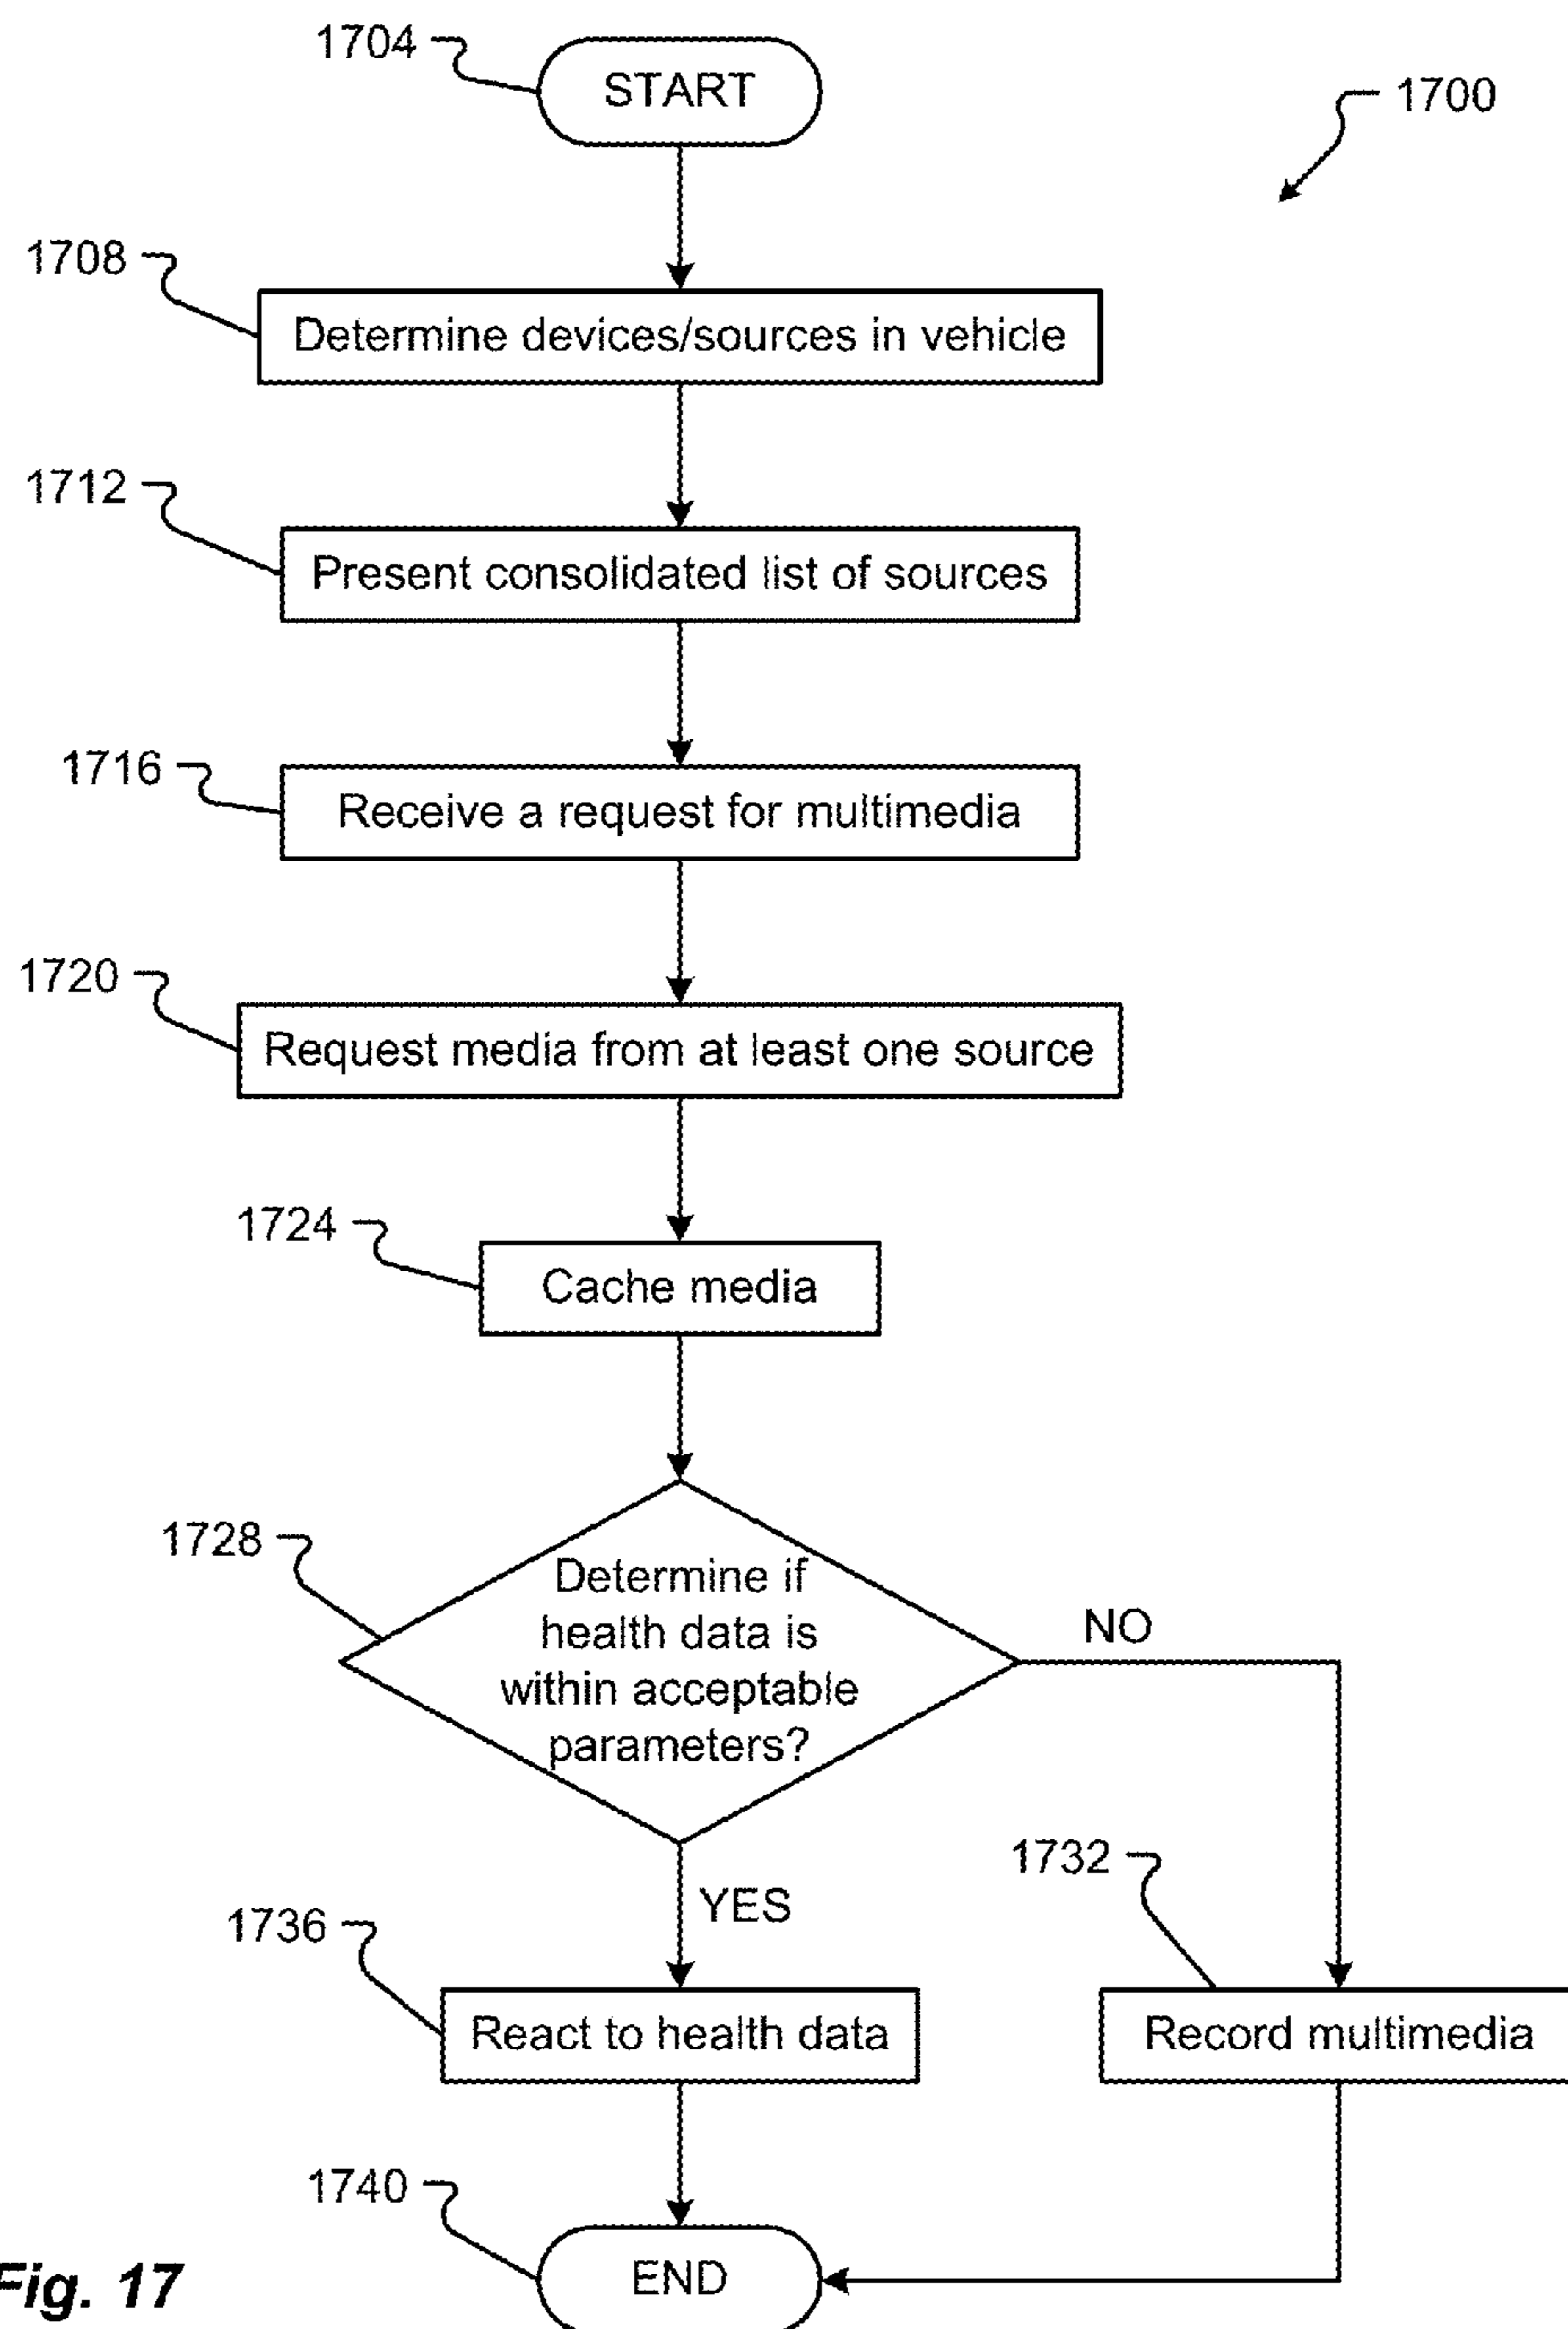 1704
START
1700
1708
Determine devices/sources in vehicle
1712
Present consolidated list of sources
1716
Receive a request for multimedia
1720
Request media from at least one source
1724
Cache media
1728
Determine if
health data is
within acceptable
parameters?
NO
YES
1732
1736
React to health data
Record multimedia
1740
END
Fig. 17